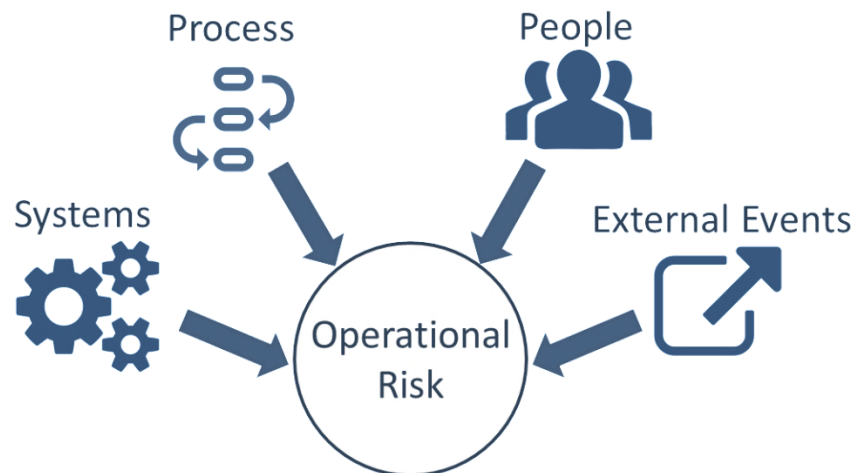 Process
People
Systems
External Events
Operational
Risk